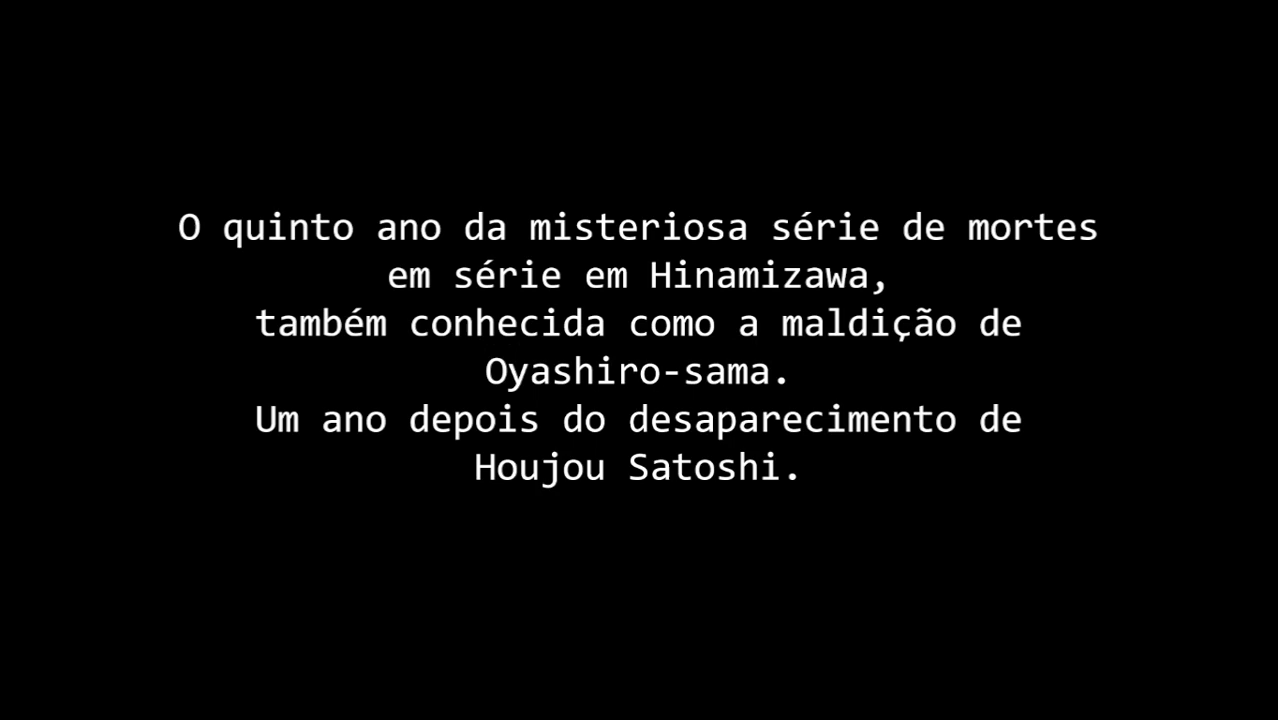 O quinto ano da misteriosa série de mortes
em série em Hinamizawa,
também conhecida como a maldição de
Oyashiro-sama.
Um ano depois do desaparecimento de
Houjou Satoshi.